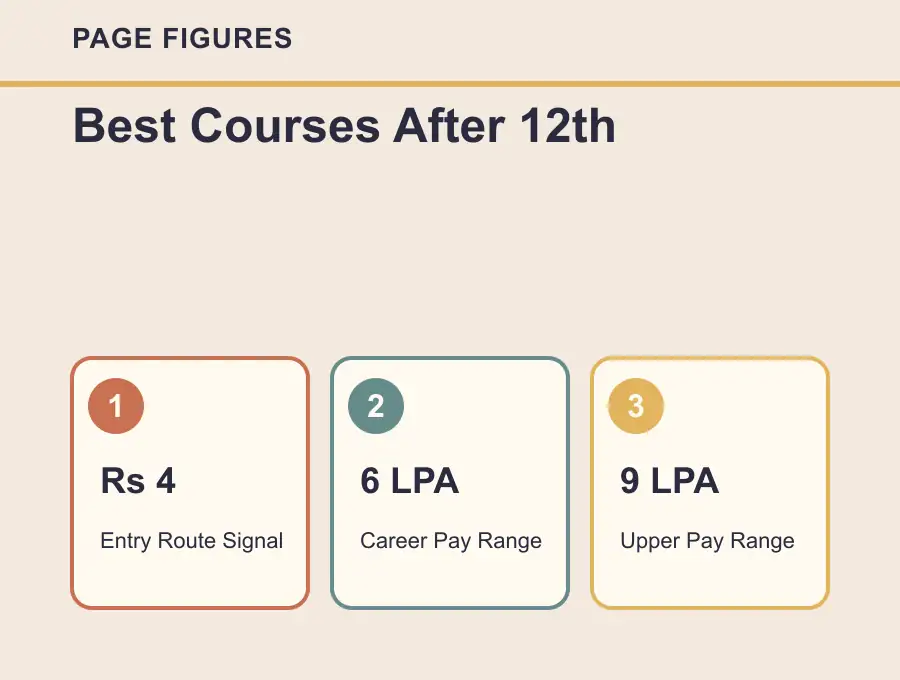 PAGE FIGURES
Best Courses After 12th
1
Rs 4
Entry Route Signal
2
6 LPA
Career Pay Range
3
9 LPA
Upper Pay Range